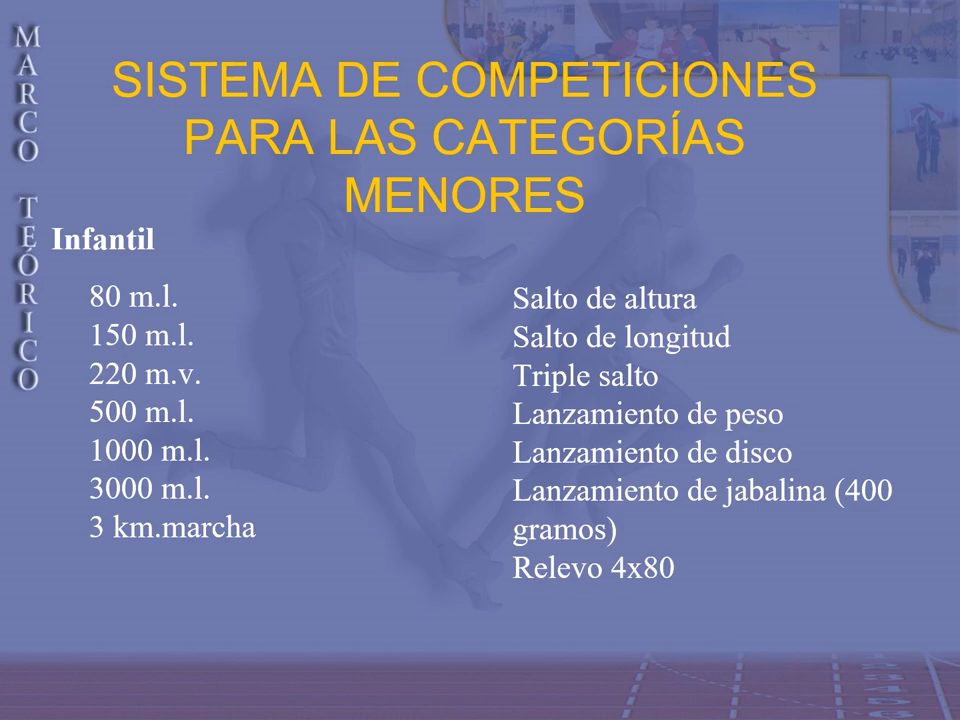 MARCO TEÓRICO
SISTEMA DE COMPETICIONES
PARA LAS CATEGORÍAS
MENORES
Infantil
80 m.l.
150 m.l.
220 m.v.
500 m.l.
1000 m.l.
3000 m.l.
3 km.marcha
Salto de altura
Salto de longitud
Triple salto
Lanzamiento de peso
Lanzamiento de disco
Lanzamiento de jabalina (400
gramos)
Relevo 4x80